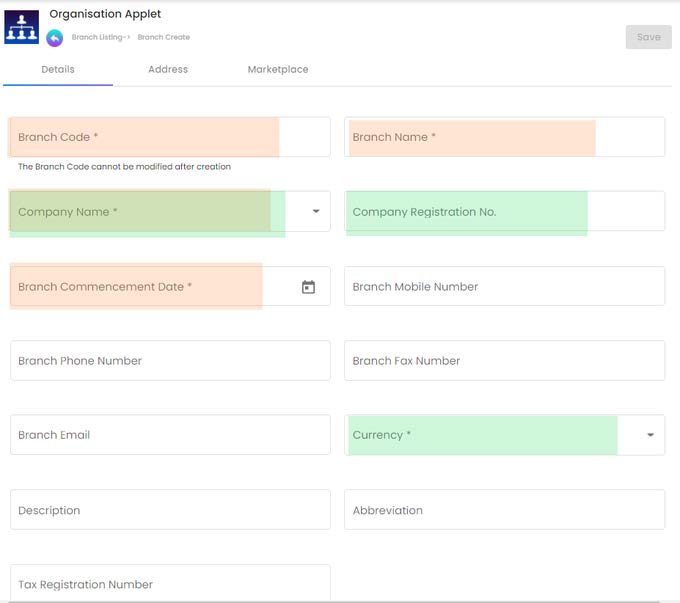 Organisation Applet
Branch Listing-> Branch Create
Save
Details Address Marketplace
Branch Code * Branch Name *
The Branch Code cannot be modified after creation
Company Name * Company Registration No.
Branch Commencement Date * Branch Mobile Number
Branch Phone Number Branch Fax Number
Branch Email Currency *
Description Abbreviation
Tax Registration Number